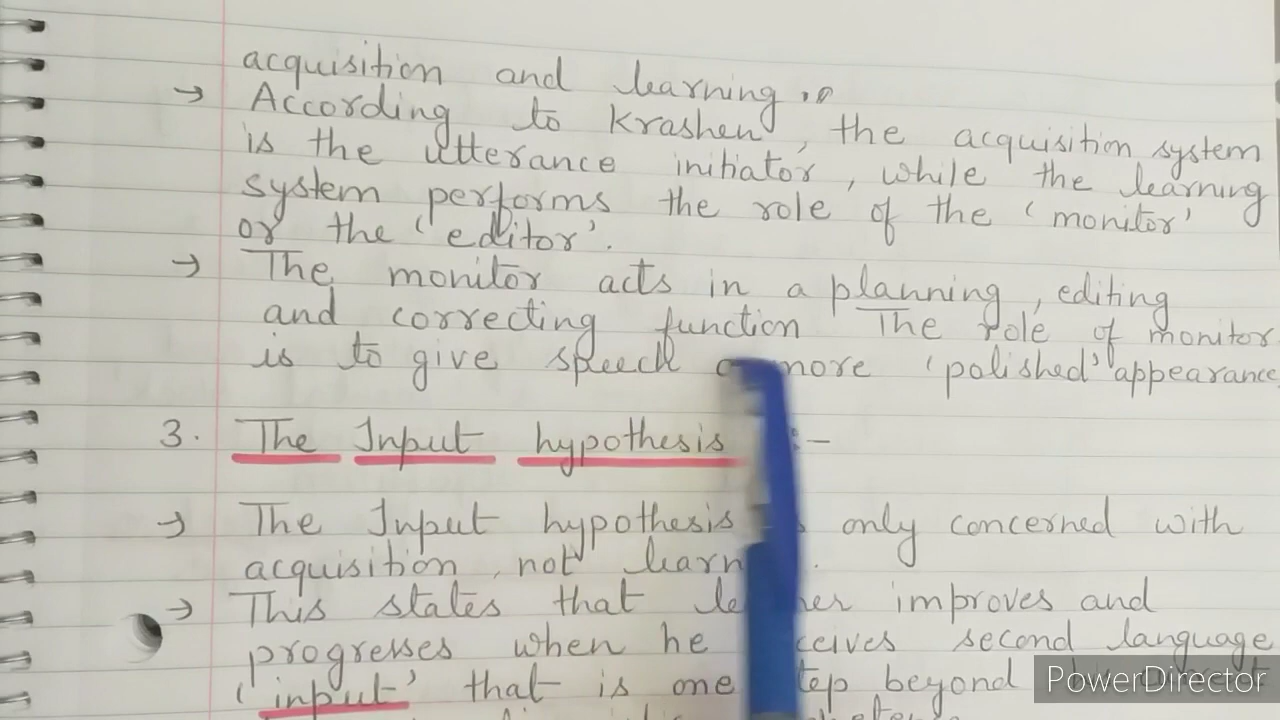 acquisition and learning.
→ According to Krashen, the acquisition system
is the utterance initiator, while the learning
system performs the role of the 'monitor'
or the 'editor'.
→ The monitor acts in a planning, editing
and correcting function The role of monitor
is to give speech more 'polished' appearance
3. The Input hypothesis :-
→ The Input hypothesis only concerned with
acquisition, not
→ This states that improves and
progresses when he second language
'input' that is one beyond
PowerDirector